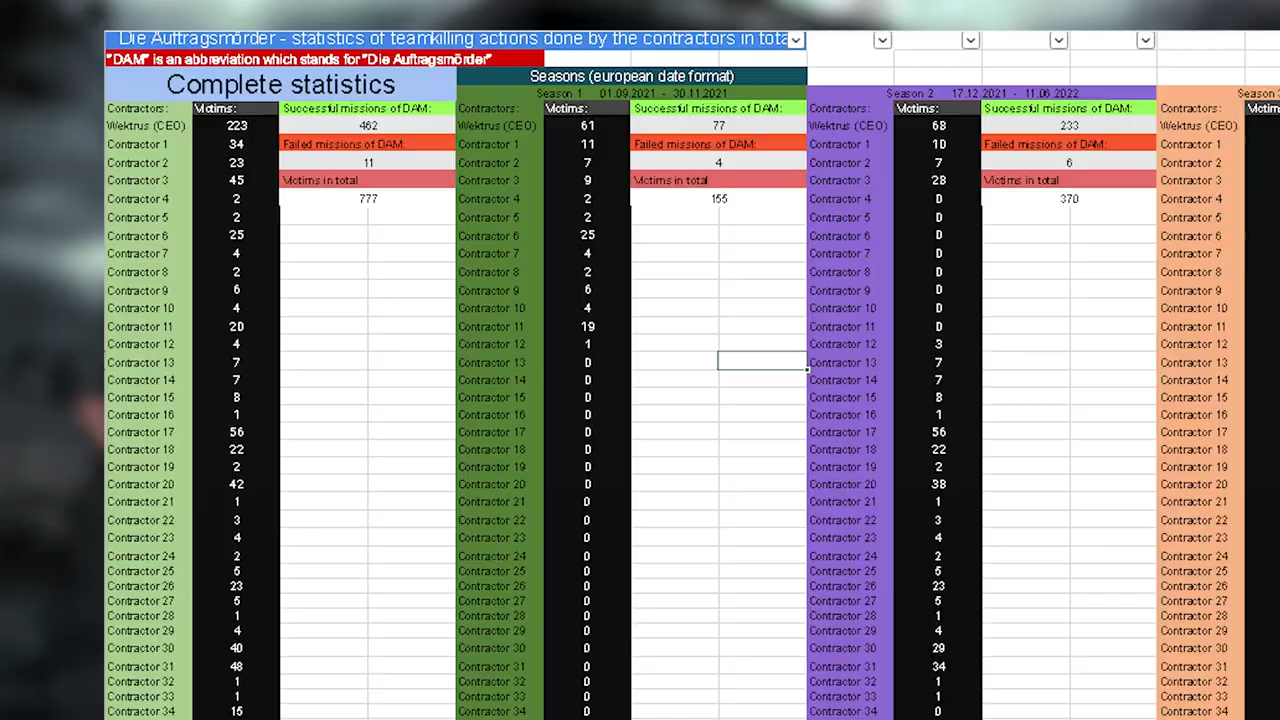 Die Auftragsmörder - statistics of teamkilling actions done by the contractors in tota
"DAM" is an abbreviation which stands for "Die Auftragsmörder"
Complete statistics Seasons (european date format)
Season 1 01.09.2021 - 30.11.2021 Season 2 17.12.2021 - 11.06.2022 Season
Contractors: Victims: Successful missions of DAM: Contractors: Victims: Successful missions of DAM: Contractors: Victims: Successful missions of DAM: Contractors:
Wektrus (CEO) 223 462 Wektrus (CEO) 61 77 Wektrus (CEO) 68 233 Wektrus (CEO)
Contractor 1 34 Failed missions of DAM: Contractor 1 11 Failed missions of DAM: Contractor 1 10 Failed missions of DAM: Contractor 1
Contractor 2 23 11 Contractor 2 7 4 Contractor 2 7 6 Contractor 2
Contractor 3 45 Victims in total Contractor 3 9 Victims in total Contractor 3 28 Victims in total Contractor 3
Contractor 4 2 777 Contractor 4 2 155 Contractor 4 0 370 Contractor 4
Contractor 5 2 Contractor 5 2 Contractor 5 0 Contractor 5
Contractor 6 25 Contractor 6 25 Contractor 6 0 Contractor 6
Contractor 7 4 Contractor 7 4 Contractor 7 0 Contractor 7
Contractor 8 2 Contractor 8 2 Contractor 8 0 Contractor 8
Contractor 9 6 Contractor 9 6 Contractor 9 0 Contractor 9
Contractor 10 4 Contractor 10 4 Contractor 10 0 Contractor 10
Contractor 11 20 Contractor 11 19 Contractor 11 0 Contractor 11
Contractor 12 4 Contractor 12 1 Contractor 12 3 Contractor 12
Contractor 13 7 Contractor 13 0 Contractor 13 7 Contractor 13
Contractor 14 7 Contractor 14 0 Contractor 14 7 Contractor 14
Contractor 15 8 Contractor 15 0 Contractor 15 8 Contractor 15
Contractor 16 1 Contractor 16 0 Contractor 16 1 Contractor 16
Contractor 17 56 Contractor 17 0 Contractor 17 56 Contractor 17
Contractor 18 22 Contractor 18 0 Contractor 18 22 Contractor 18
Contractor 19 2 Contractor 19 0 Contractor 19 2 Contractor 19
Contractor 20 42 Contractor 20 0 Contractor 20 38 Contractor 20
Contractor 21 1 Contractor 21 0 Contractor 21 1 Contractor 21
Contractor 22 3 Contractor 22 0 Contractor 22 3 Contractor 22
Contractor 23 4 Contractor 23 0 Contractor 23 4 Contractor 23
Contractor 24 2 Contractor 24 0 Contractor 24 2 Contractor 24
Contractor 25 5 Contractor 25 0 Contractor 25 5 Contractor 25
Contractor 26 23 Contractor 26 0 Contractor 26 23 Contractor 26
Contractor 27 5 Contractor 27 0 Contractor 27 5 Contractor 27
Contractor 28 1 Contractor 28 0 Contractor 28 1 Contractor 28
Contractor 29 4 Contractor 29 0 Contractor 29 4 Contractor 29
Contractor 30 40 Contractor 30 0 Contractor 30 29 Contractor 30
Contractor 31 48 Contractor 31 0 Contractor 31 34 Contractor 31
Contractor 32 1 Contractor 32 0 Contractor 32 1 Contractor 32
Contractor 33 1 Contractor 33 0 Contractor 33 1 Contractor 33
Contractor 34 15 Contractor 34 0 Contractor 34 0 Contractor 34